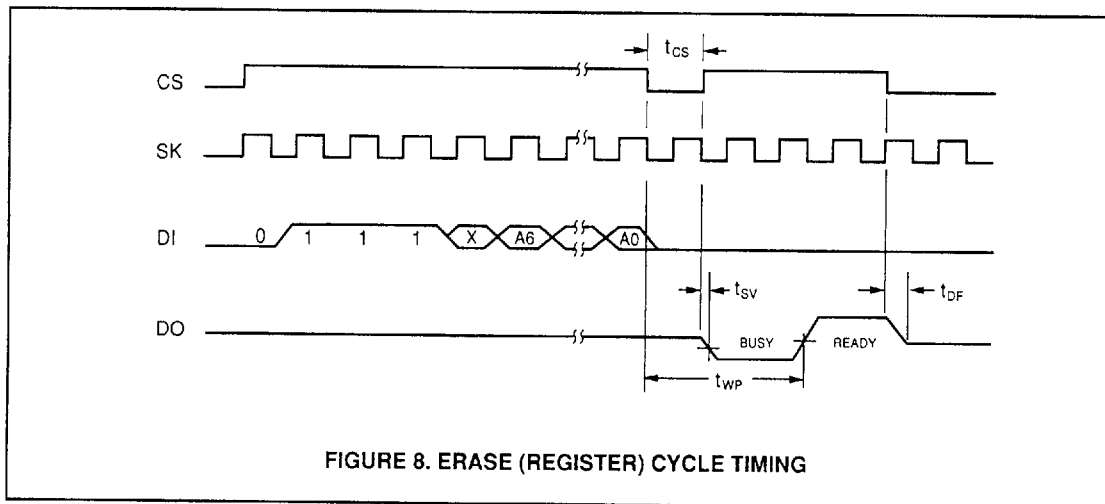 tCS
CS
SK
DI 0 1 1 1 X A6 A0
tSV
tDF
DO BUSY READY
tWP
FIGURE 8. ERASE (REGISTER) CYCLE TIMING